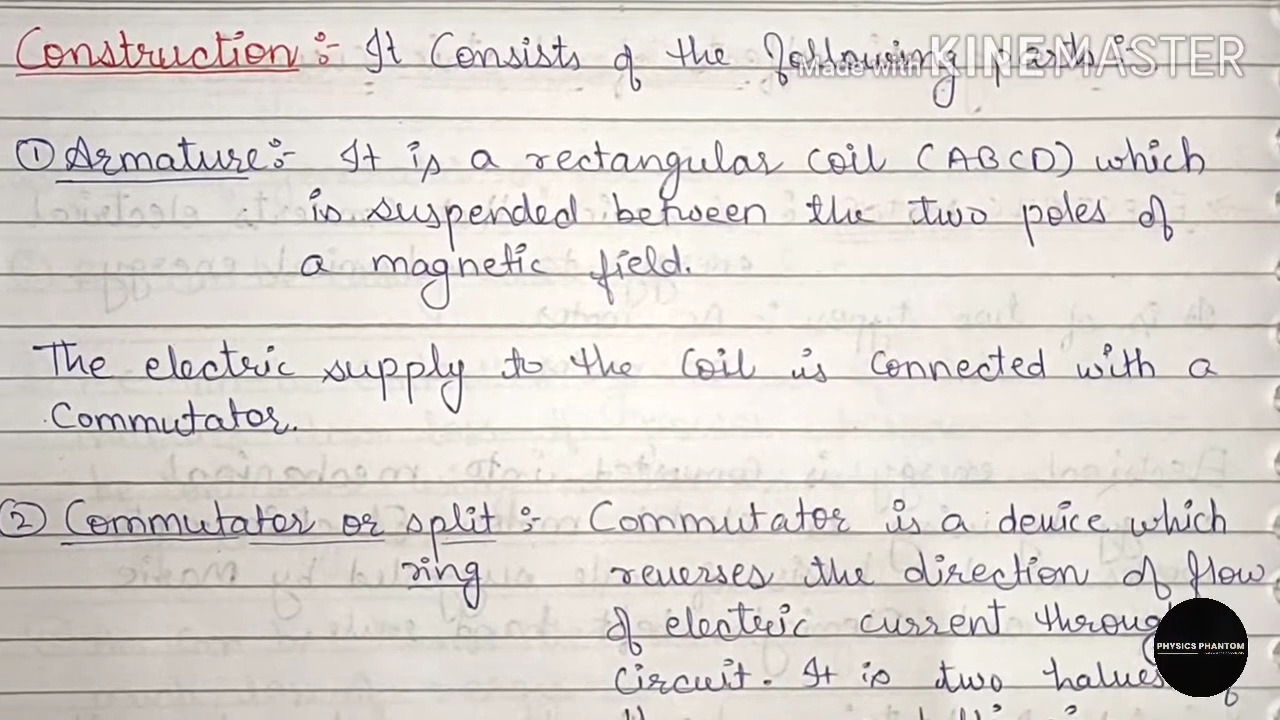 Construction :- It Consists of the following parts :-
Made with KINEMASTER
① Armature :- It is a rectangular coil (ABCD) which
is suspended between the two poles of
a magnetic field.
The electric supply to the coil is connected with a
Commutator.
② Commutator or split :- Commutator is a device which
ring reverses the direction of flow
of electric current through
circuit. It is two halves of
PHYSICS PHANTOM